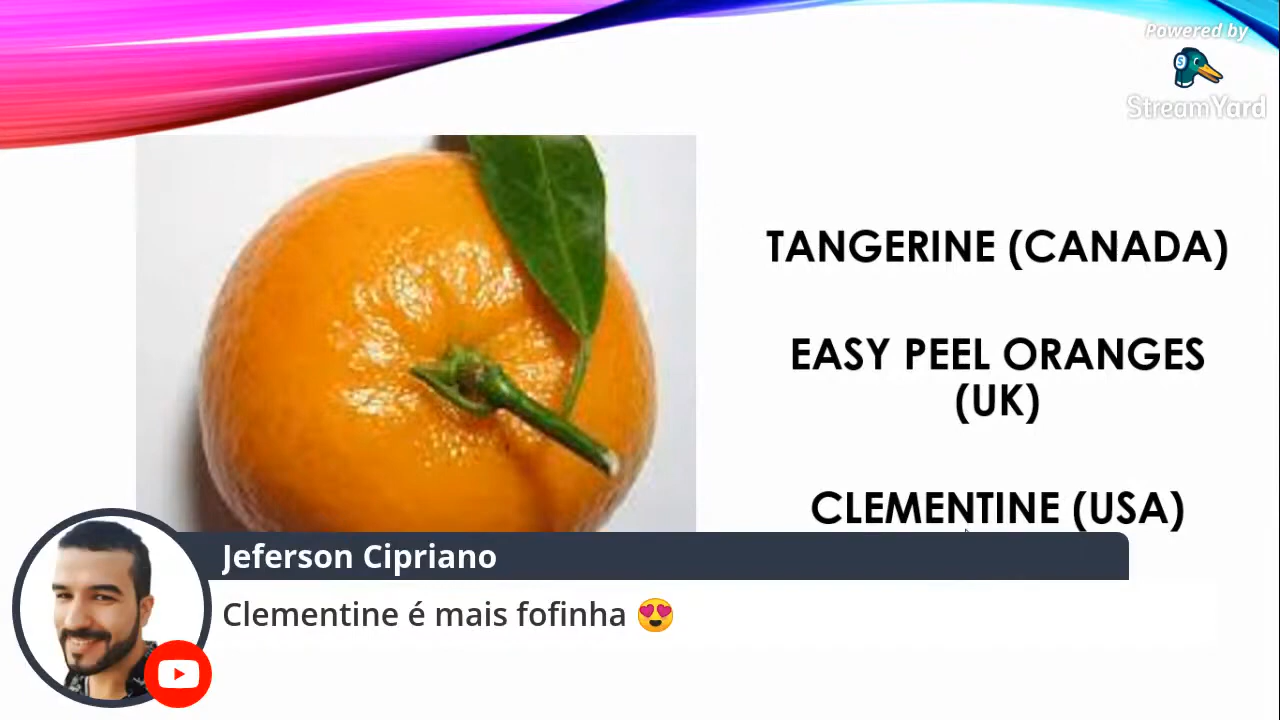 Powered by
StreamYard
TANGERINE (CANADA)
EASY PEEL ORANGES
(UK)
CLEMENTINE (USA)
Jeferson Cipriano
Clementine é mais fofinha 😍